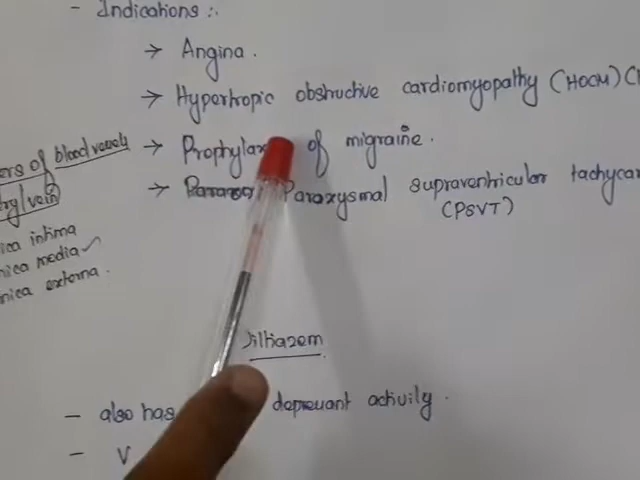 - Indications :-
→ Angina .
→ Hypertropic obstructive cardiomyopathy (HOCM)
→ Prophylax of migraine .
→ Paroxysmal supraventricular tachycar
(PSVT)
ers of blood vessels
ery/vein
ica intima
nica media ✓
nica externa .
Diltiazem
- also has depressant activity .
- V